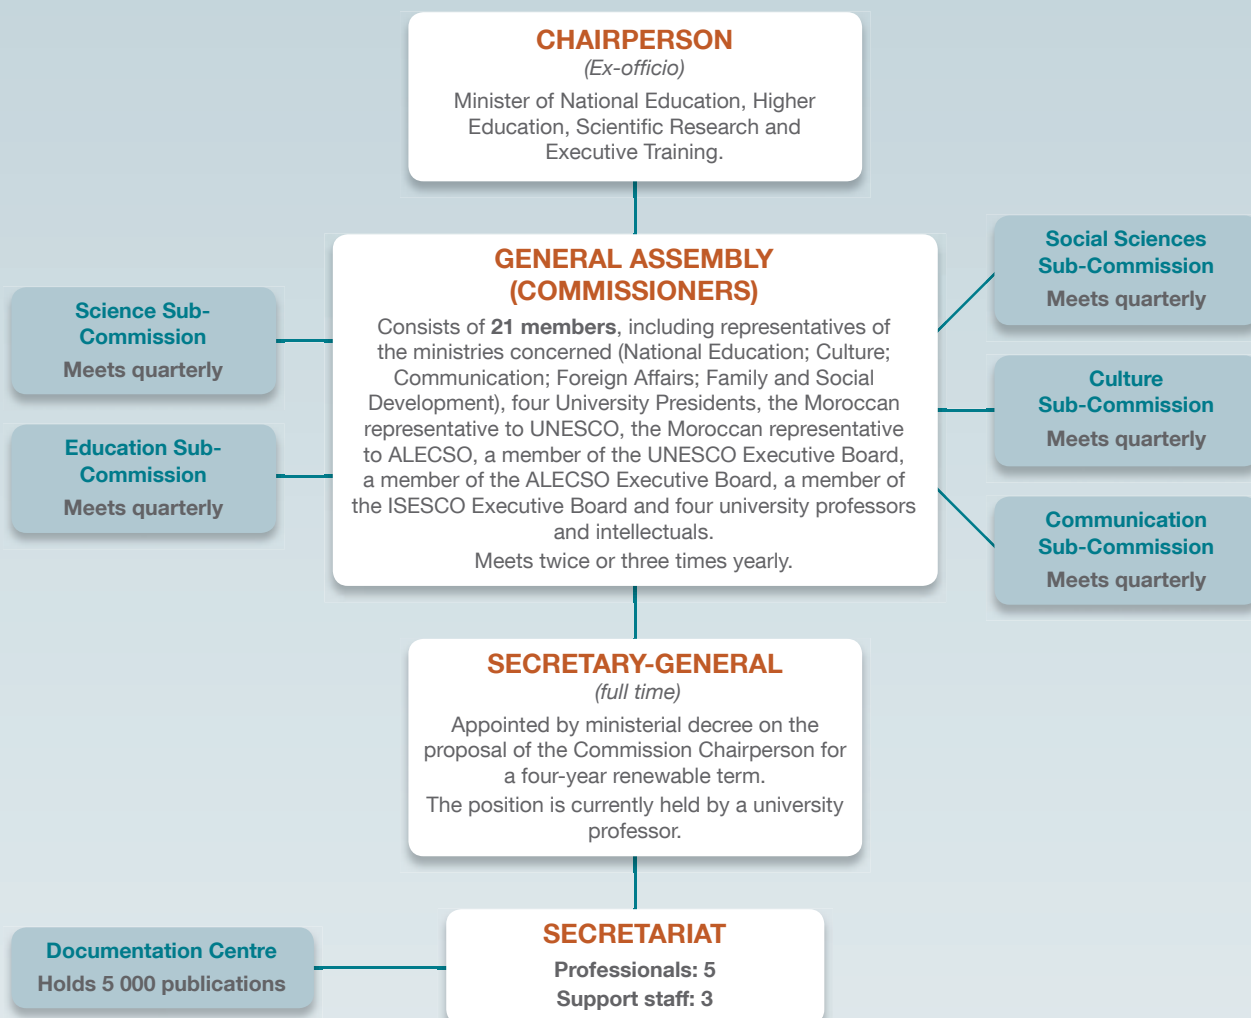 CHAIRPERSON
(Ex-officio)
Minister of National Education, Higher
Education, Scientific Research and
Executive Training.
GENERAL ASSEMBLY
(COMMISSIONERS)
Consists of 21 members, including representatives of
the ministries concerned (National Education; Culture;
Communication; Foreign Affairs; Family and Social
Development), four University Presidents, the Moroccan
representative to UNESCO, the Moroccan representative
to ALECSO, a member of the UNESCO Executive Board,
a member of the ALECSO Executive Board, a member of
the ISESCO Executive Board and four university professors
and intellectuals.
Meets twice or three times yearly.
Science Sub-
Commission
Meets quarterly
Education Sub-
Commission
Meets quarterly
Social Sciences
Sub-Commission
Meets quarterly
Culture
Sub-Commission
Meets quarterly
Communication
Sub-Commission
Meets quarterly
SECRETARY-GENERAL
(full time)
Appointed by ministerial decree on the
proposal of the Commission Chairperson for
a four-year renewable term.
The position is currently held by a university
professor.
Documentation Centre
Holds 5 000 publications
SECRETARIAT
Professionals: 5
Support staff: 3